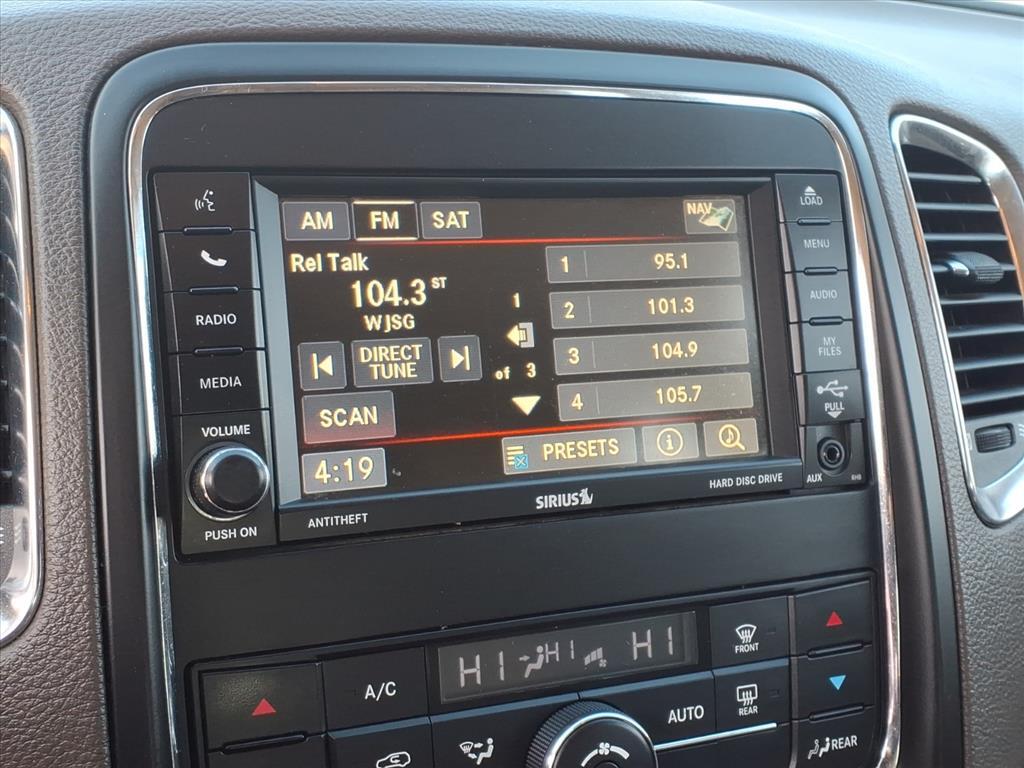 AM FM SAT NAV
Rel Talk
104.3 ST
WJSG
DIRECT
TUNE
SCAN
4:19
1
of 3
1 95.1
2 101.3
3 104.9
4 105.7
PRESETS
RADIO
MEDIA
VOLUME
PUSH ON
ANTITHEFT
SIRIUS
HARD DISC DRIVE
LOAD
MENU
AUDIO
MY
FILES
PULL
AUX RHB
HI HI HI
A/C
AUTO
FRONT
REAR
REAR